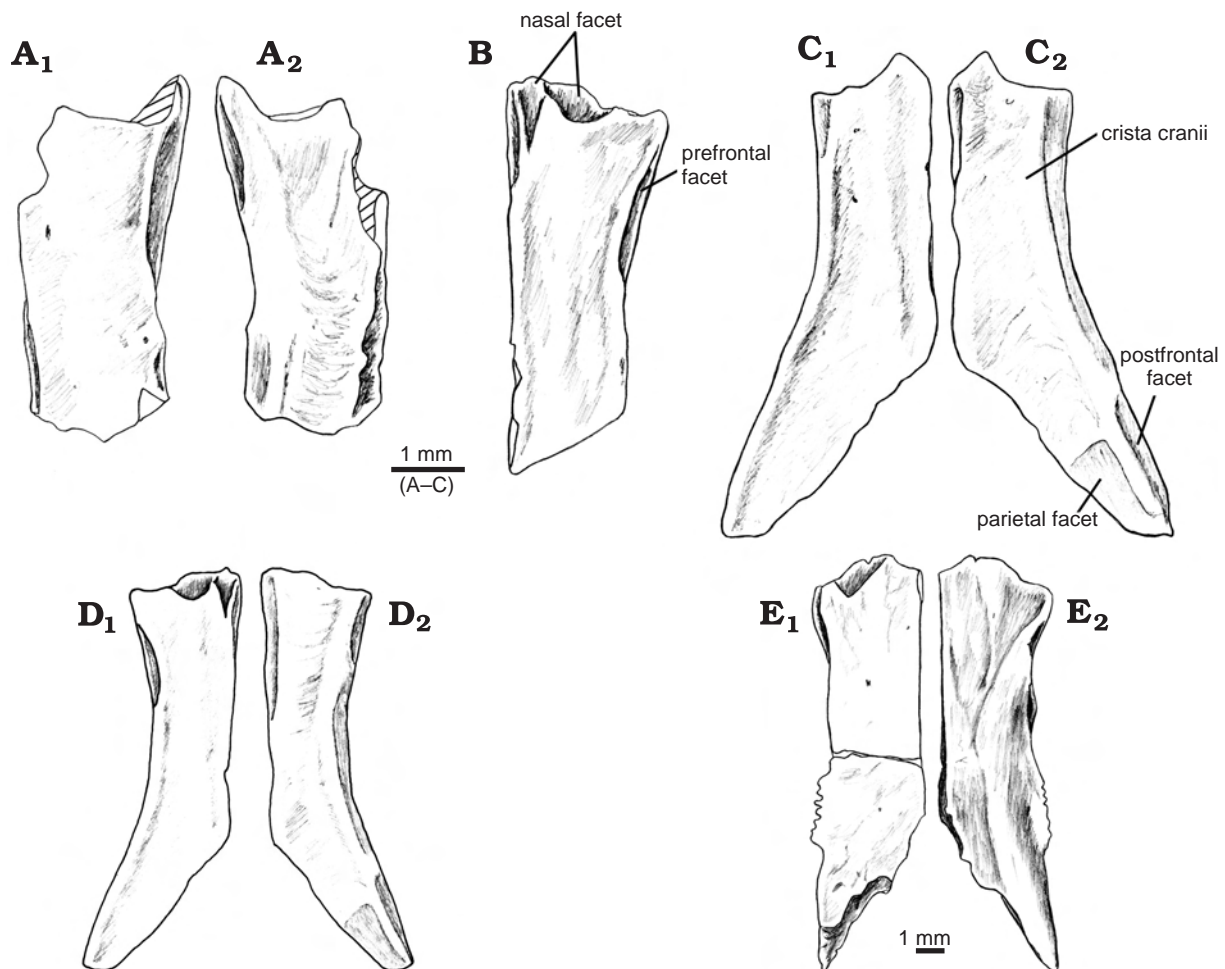 nasal facet
A1
A2
B
C1
C2
crista cranii
prefrontal
facet
postfrontal
facet
1 mm
(A–C)
parietal facet
D1
D2
E1
E2
1 mm